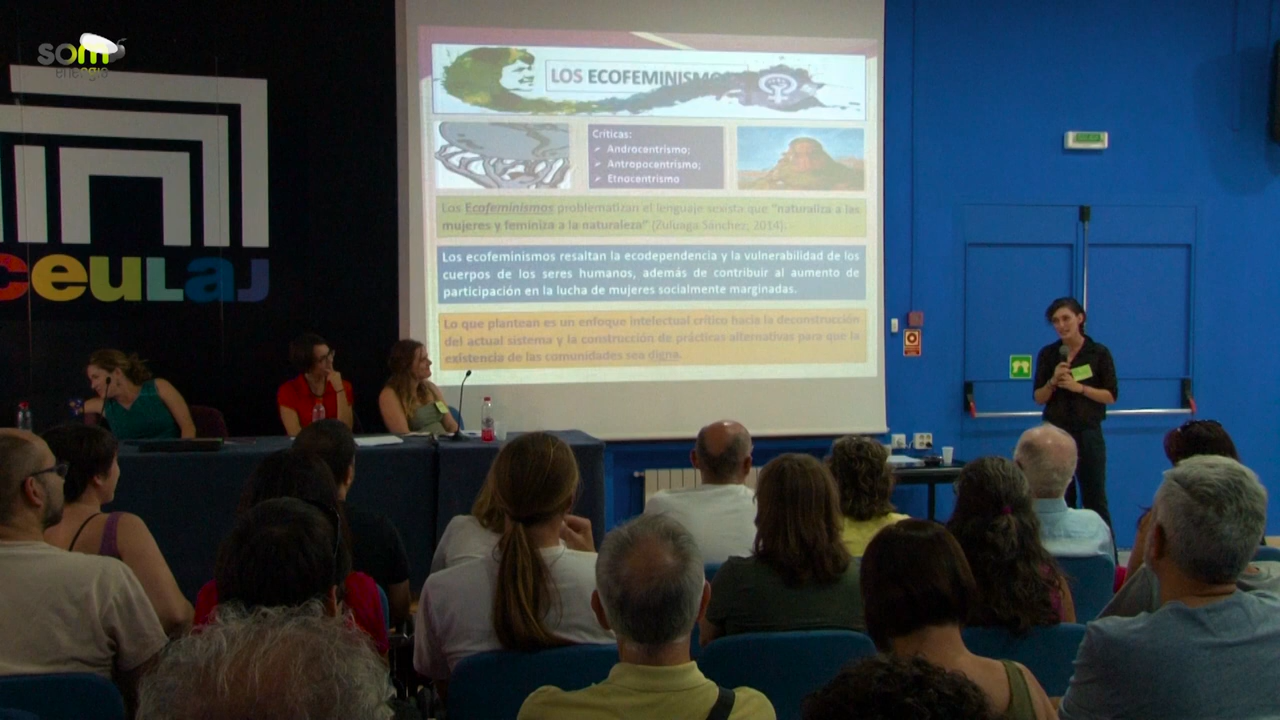 som
energia
ceulaj
LOS ECOFEMINISMOS
Críticas:
Androcentrismo;
Antropocentrismo;
Etnocentrismo
Los Ecofeminismos problematizan el lenguaje sexista que "naturaliza a las
mujeres y feminiza a la naturaleza" (Zuluaga Sánchez, 2014).
Los ecofeminismos resaltan la ecodependencia y la vulnerabilidad de los
cuerpos de los seres humanos, además de contribuir al aumento de
participación en la lucha de mujeres socialmente marginadas.
Lo que plantean es un enfoque intelectual crítico hacia la deconstrucción
del actual sistema y la construcción de prácticas alternativas para que la
existencia de las comunidades sea digna.